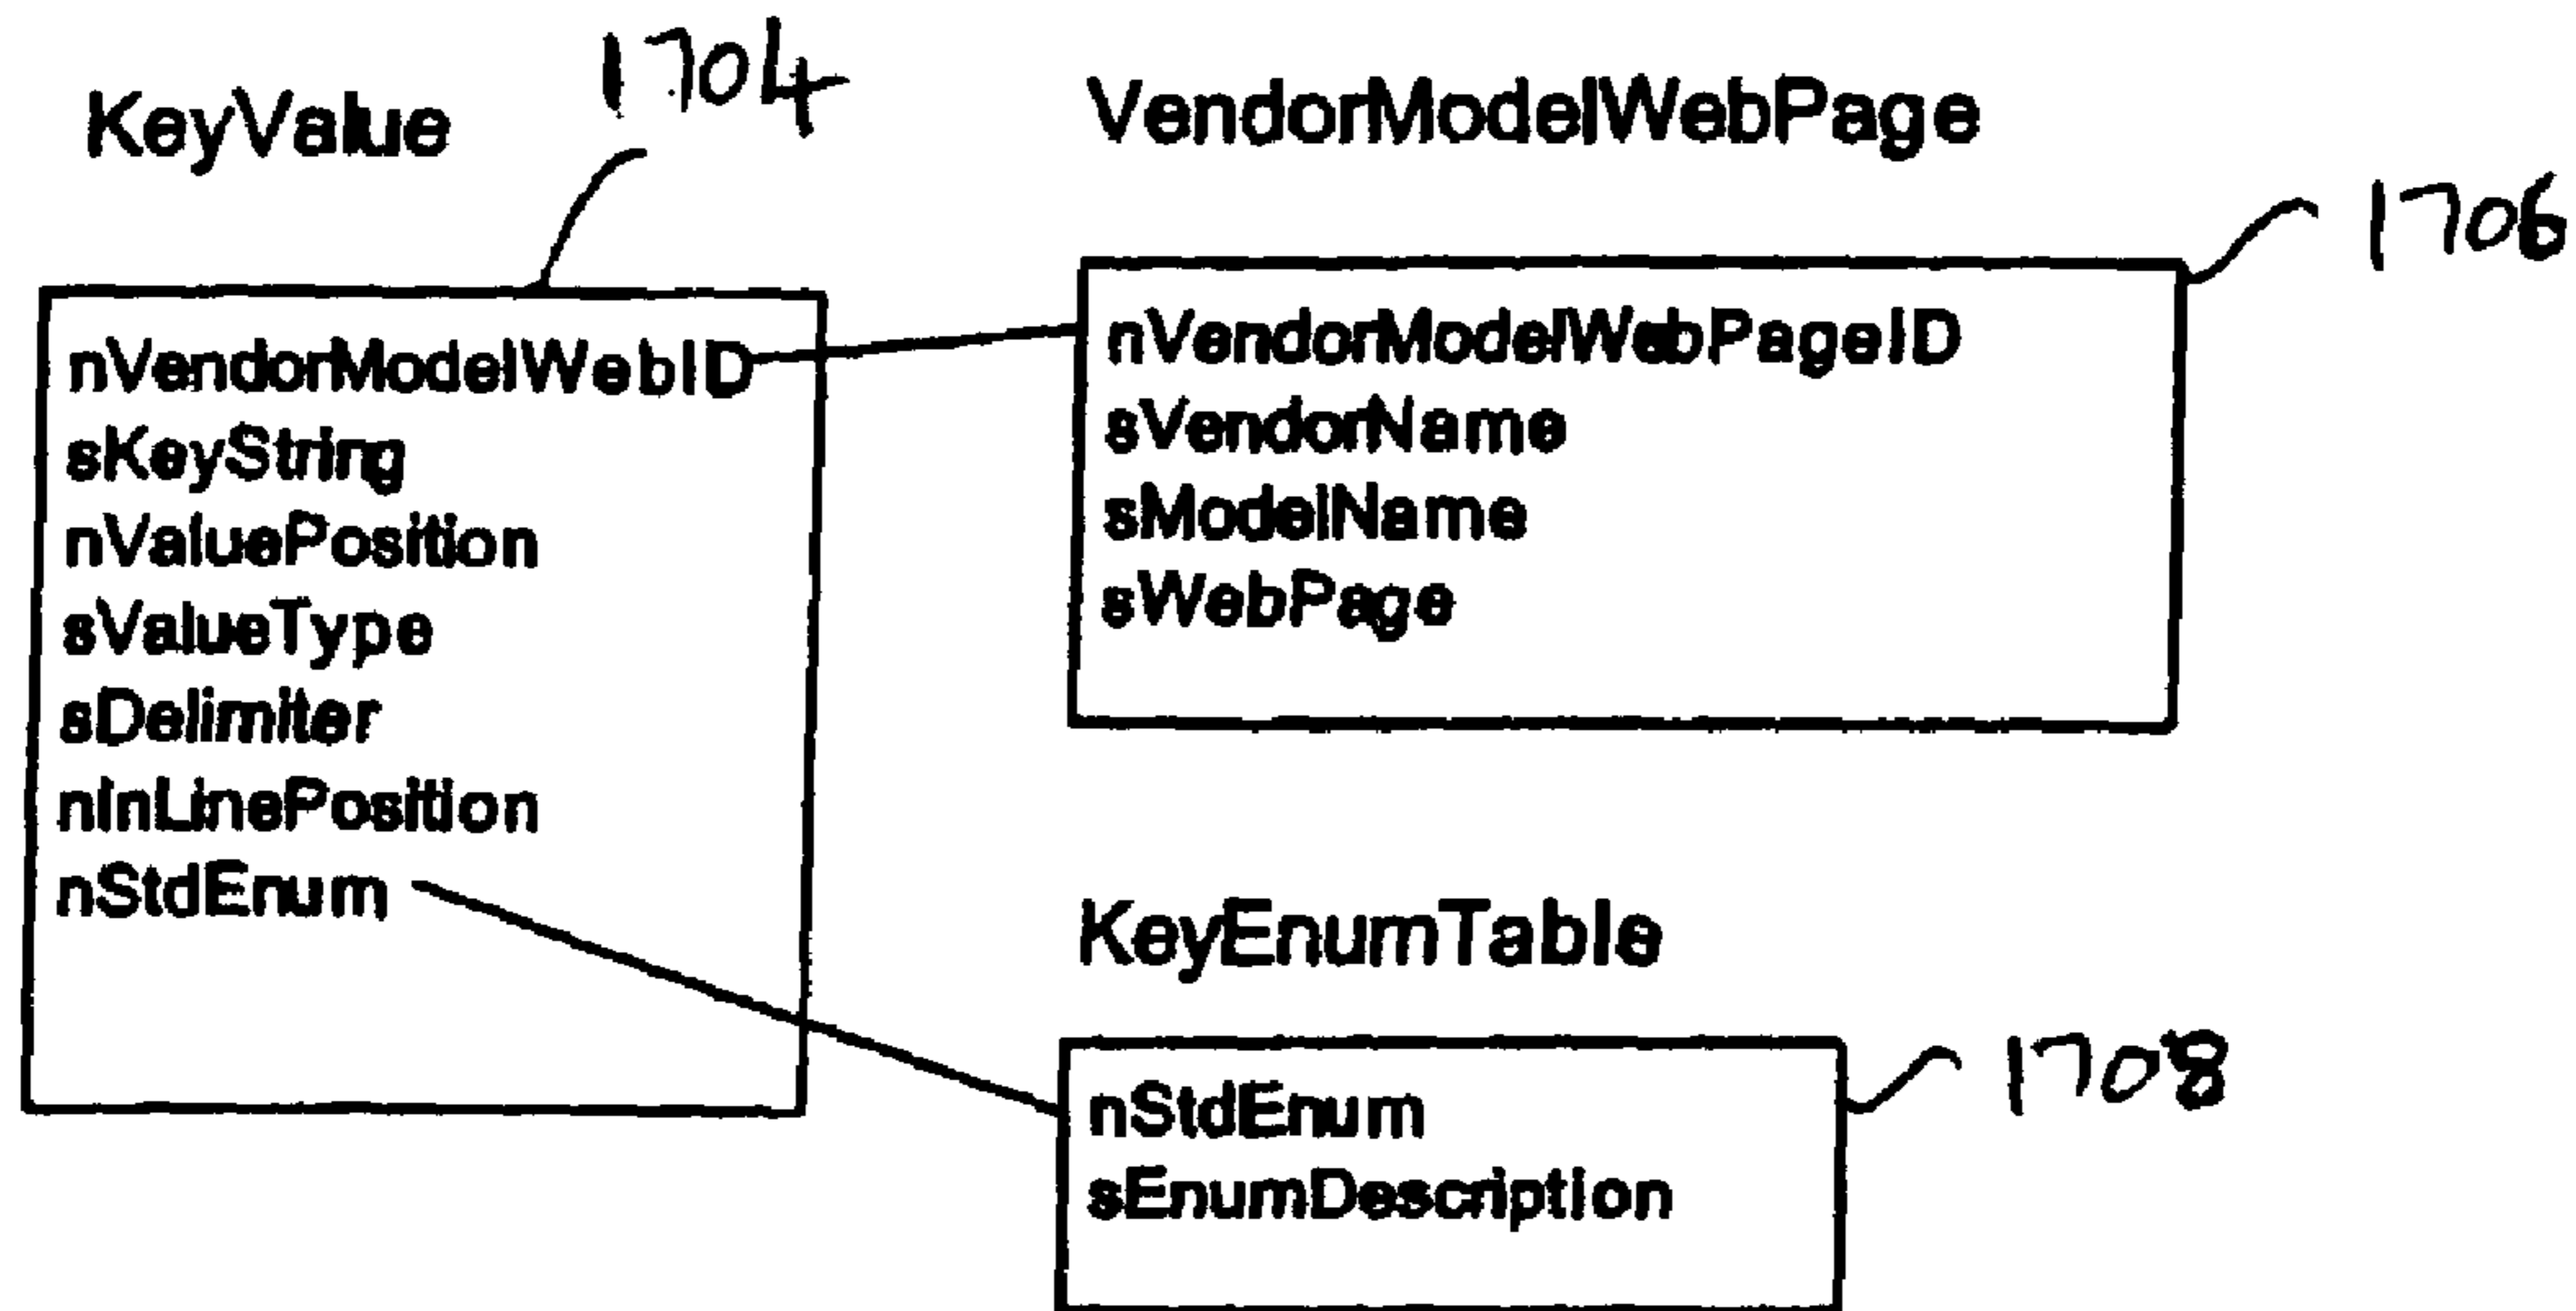 KeyValue
1704
nVendorModelWebID
sKeyString
nValuePosition
sValueType
sDelimiter
nInLinePosition
nStdEnum
VendorModelWebPage
1706
nVendorModelWebPageID
sVendorName
sModelName
sWebPage
KeyEnumTable
1708
nStdEnum
sEnumDescription